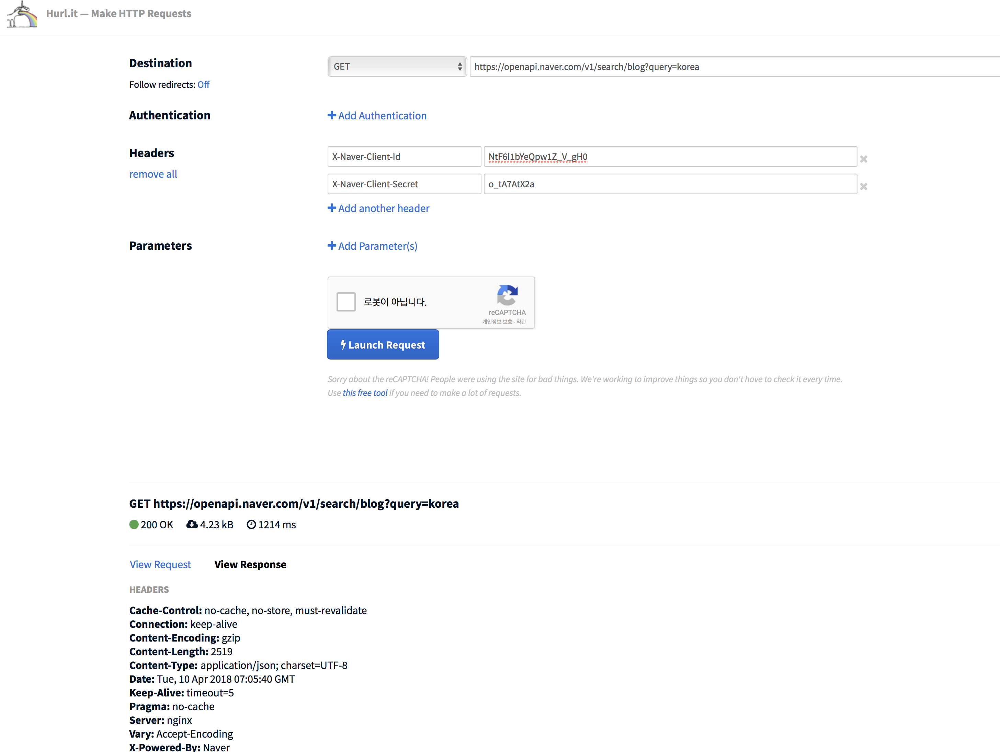 Hurl.it — Make HTTP Requests
Destination
GET
https://openapi.naver.com/v1/search/blog?query=korea
Follow redirects: Off
Authentication
Add Authentication
Headers
X-Naver-Client-Id
NtF6I1bYeQpw1Z_V_gH0
remove all
X-Naver-Client-Secret
o_tA7AtX2a
Add another header
Parameters
Add Parameter(s)
로봇이 아닙니다.
reCAPTCHA
개인정보 보호 - 약관
Launch Request
Sorry about the reCAPTCHA! People were using the site for bad things. We're working to improve things so you don't have to check it every time.
Use this free tool if you need to make a lot of requests.
GET https://openapi.naver.com/v1/search/blog?query=korea
200 OK 4.23 kB 1214 ms
View Request View Response
HEADERS
Cache-Control: no-cache, no-store, must-revalidate
Connection: keep-alive
Content-Encoding: gzip
Content-Length: 2519
Content-Type: application/json; charset=UTF-8
Date: Tue, 10 Apr 2018 07:05:40 GMT
Keep-Alive: timeout=5
Pragma: no-cache
Server: nginx
Vary: Accept-Encoding
X-Powered-By: Naver